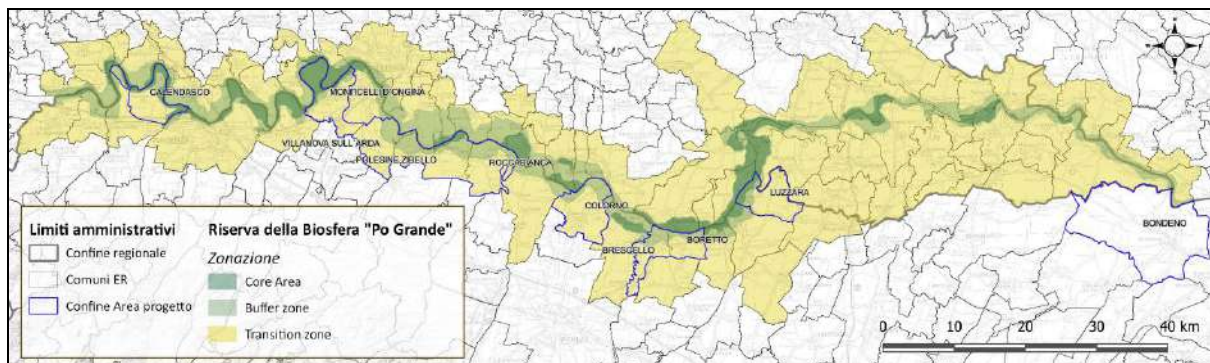 CALENDASCO
MONTICELLI D'ONGINA
VILLANOVA SULL'ARDA
POLESINE ZIBELLO
ROCCABIANCA
COLORNO
LUZZARA
BRESCELLO
BORETTO
BONDENO
Limiti amministrativi
Confine regionale
Comuni ER
Confine Area progetto
Riserva della Biosfera "Po Grande"
Zonazione
Core Area
Buffer zone
Transition zone
0 10 20 30 40 km